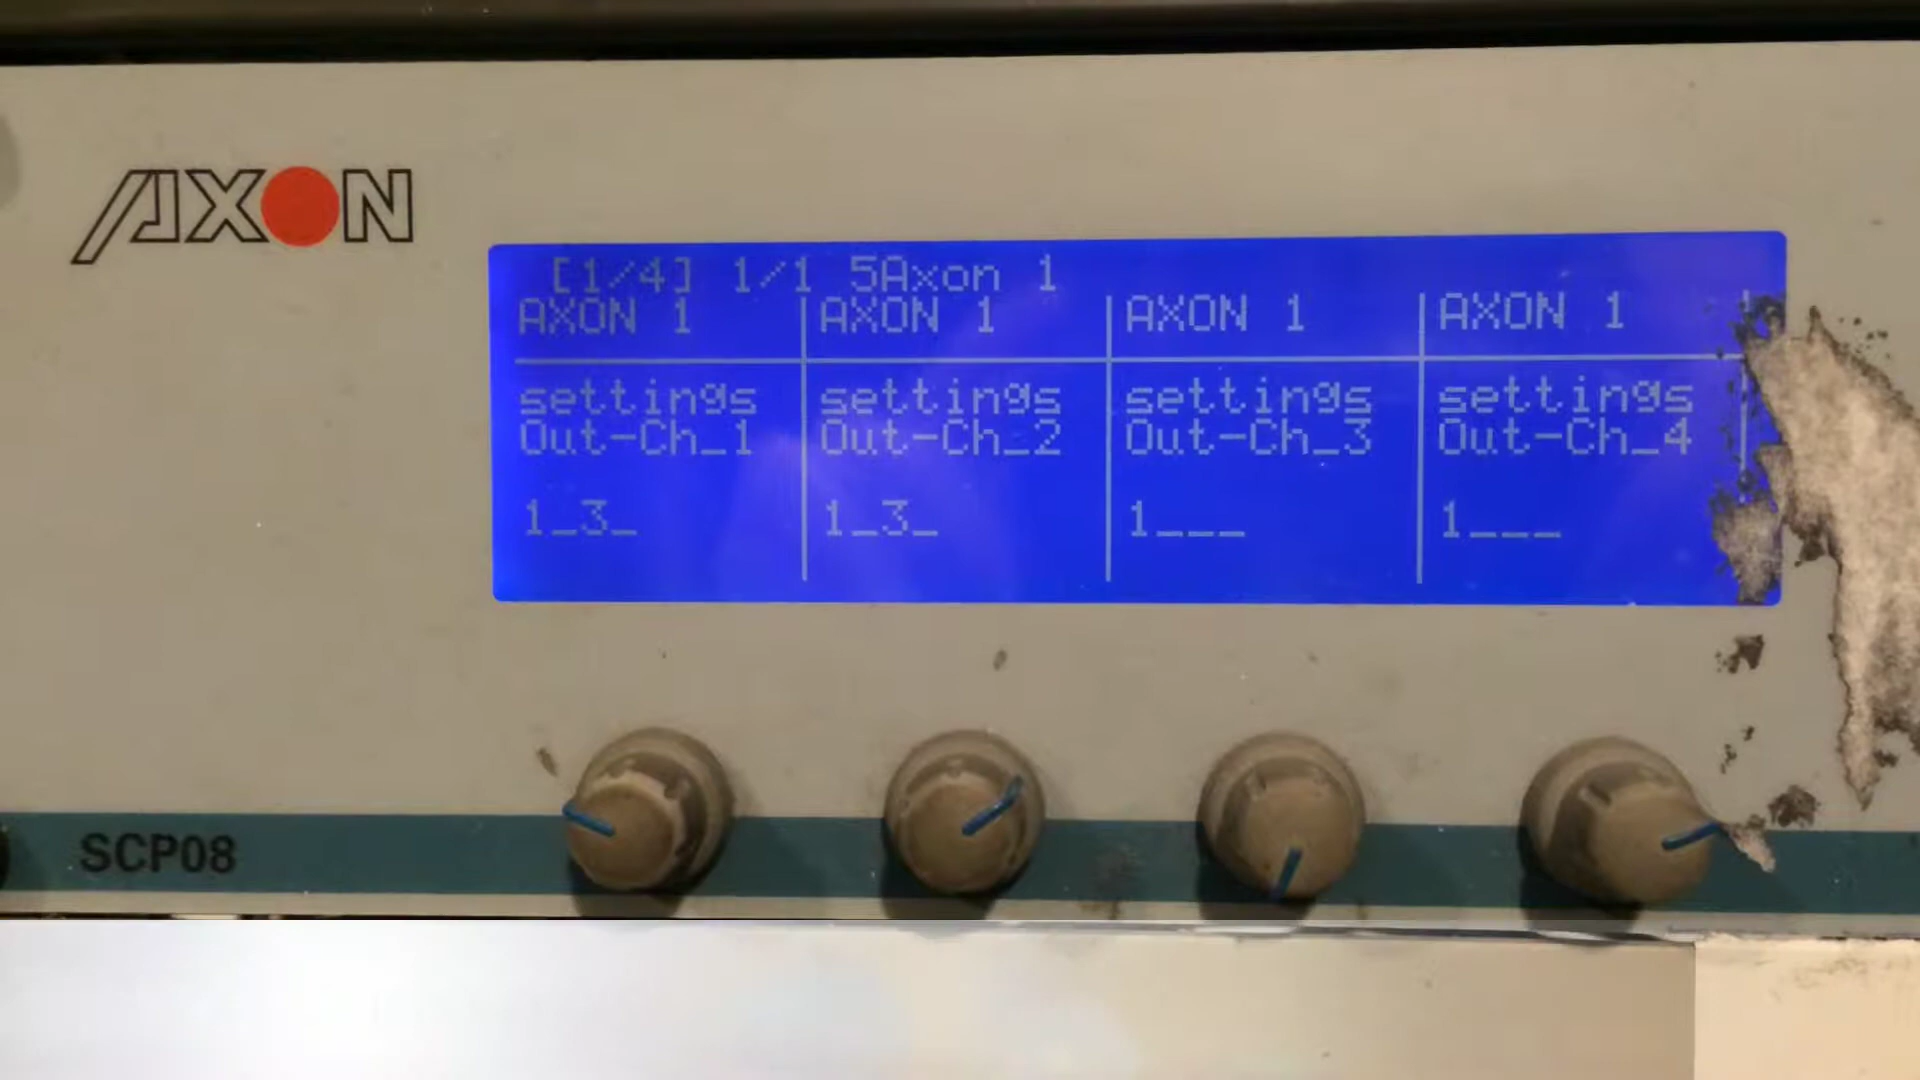 AXON
[1/4] 1/1 5Axon 1
AXON 1 AXON 1 AXON 1 AXON 1
settings settings settings settings
Out-Ch_1 Out-Ch_2 Out-Ch_3 Out-Ch_4
1_3_ 1_3_ 1___ 1___
SCP08